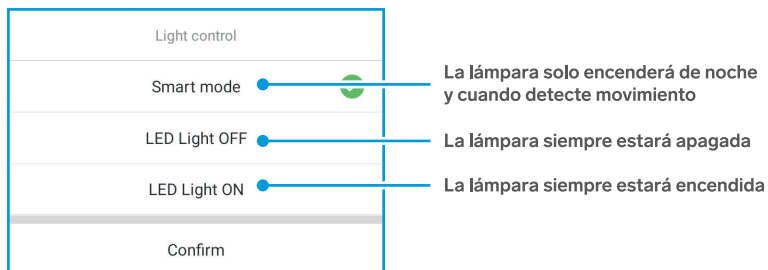 Light control
Smart mode
La lámpara solo encenderá de noche
y cuando detecte movimiento
LED Light OFF
La lámpara siempre estará apagada
LED Light ON
La lámpara siempre estará encendida
Confirm